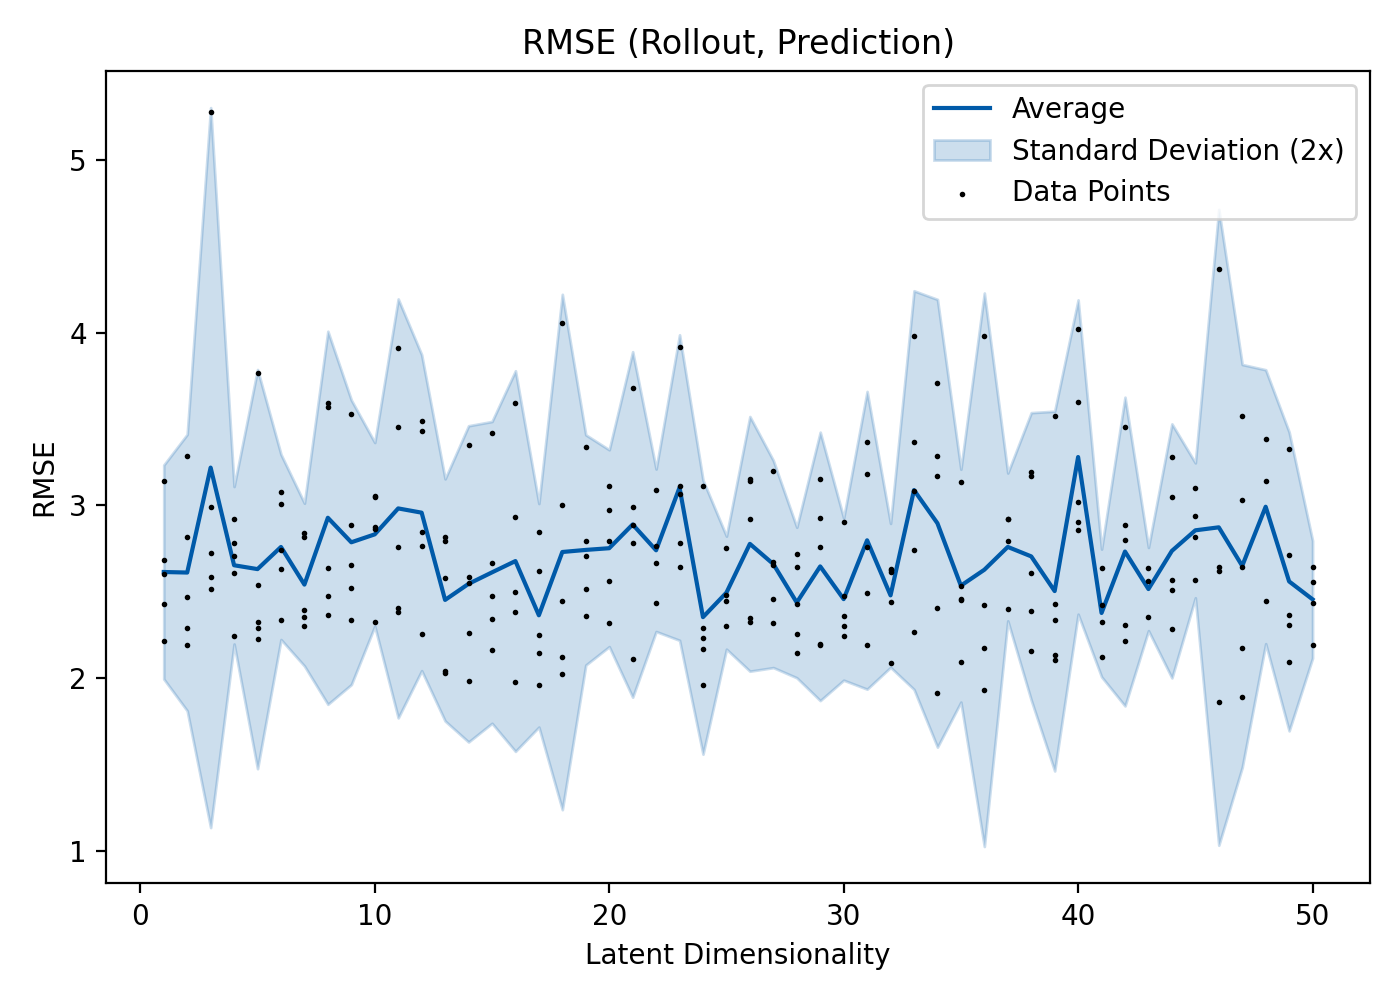 RMSE (Rollout, Prediction)
Average
Standard Deviation (2x)
Data Points
RMSE
5
4
3
2
1
0 10 20 30 40 50
Latent Dimensionality